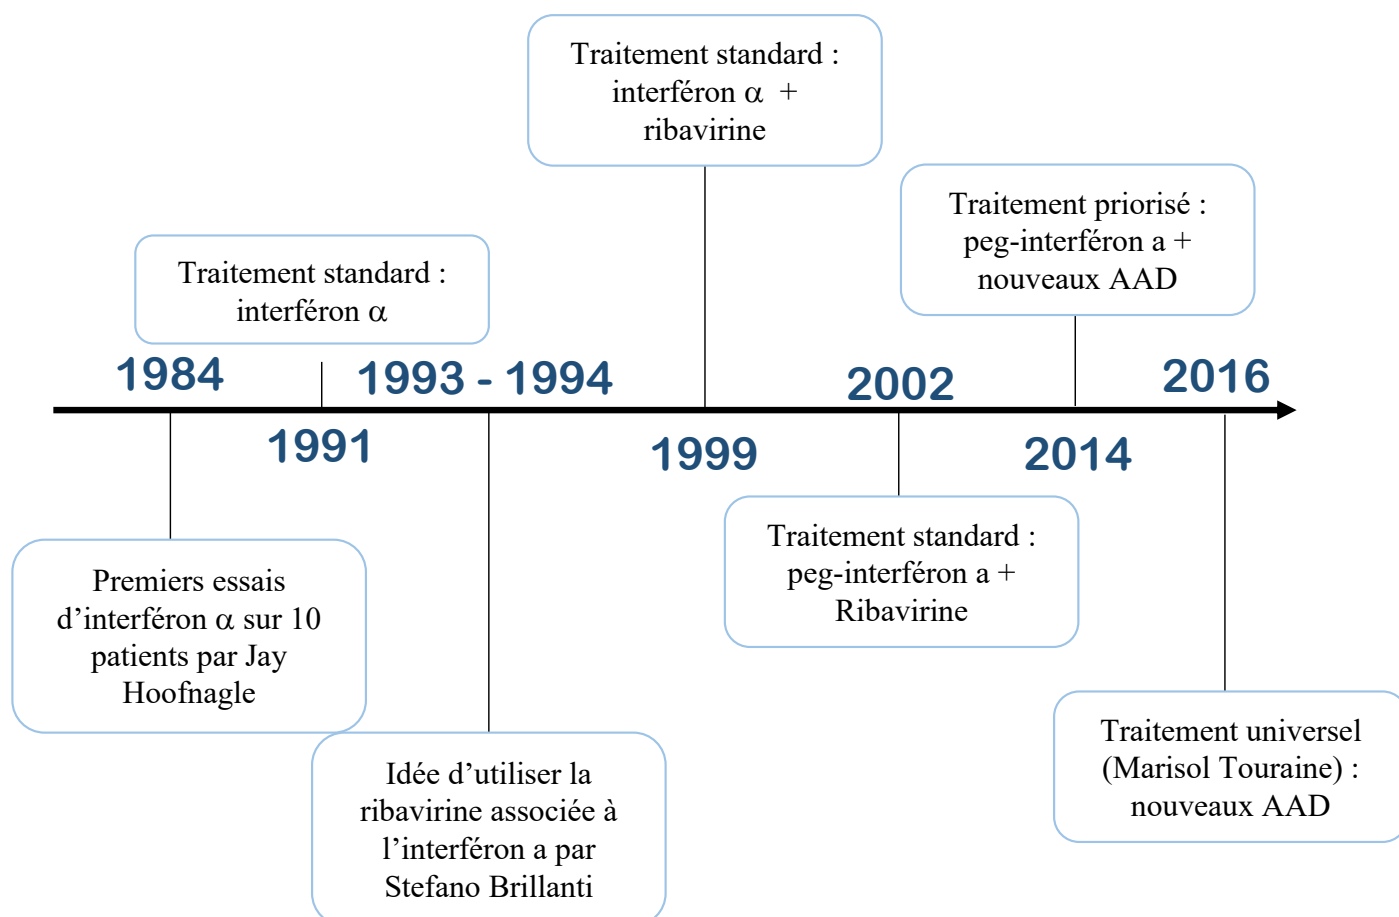 Traitement standard :
interféron α +
ribavirine
Traitement priorisé :
peg-interféron a +
nouveaux AAD
Traitement standard :
interféron α
1984
1993 - 1994
2002
2016
1991
1999
2014
Premiers essais
d’interféron α sur 10
patients par Jay
Hoofnagle
Traitement standard :
peg-interféron a +
Ribavirine
Idée d’utiliser la
ribavirine associée à
l’interféron a par
Stefano Brillanti
Traitement universel
(Marisol Touraine) :
nouveaux AAD